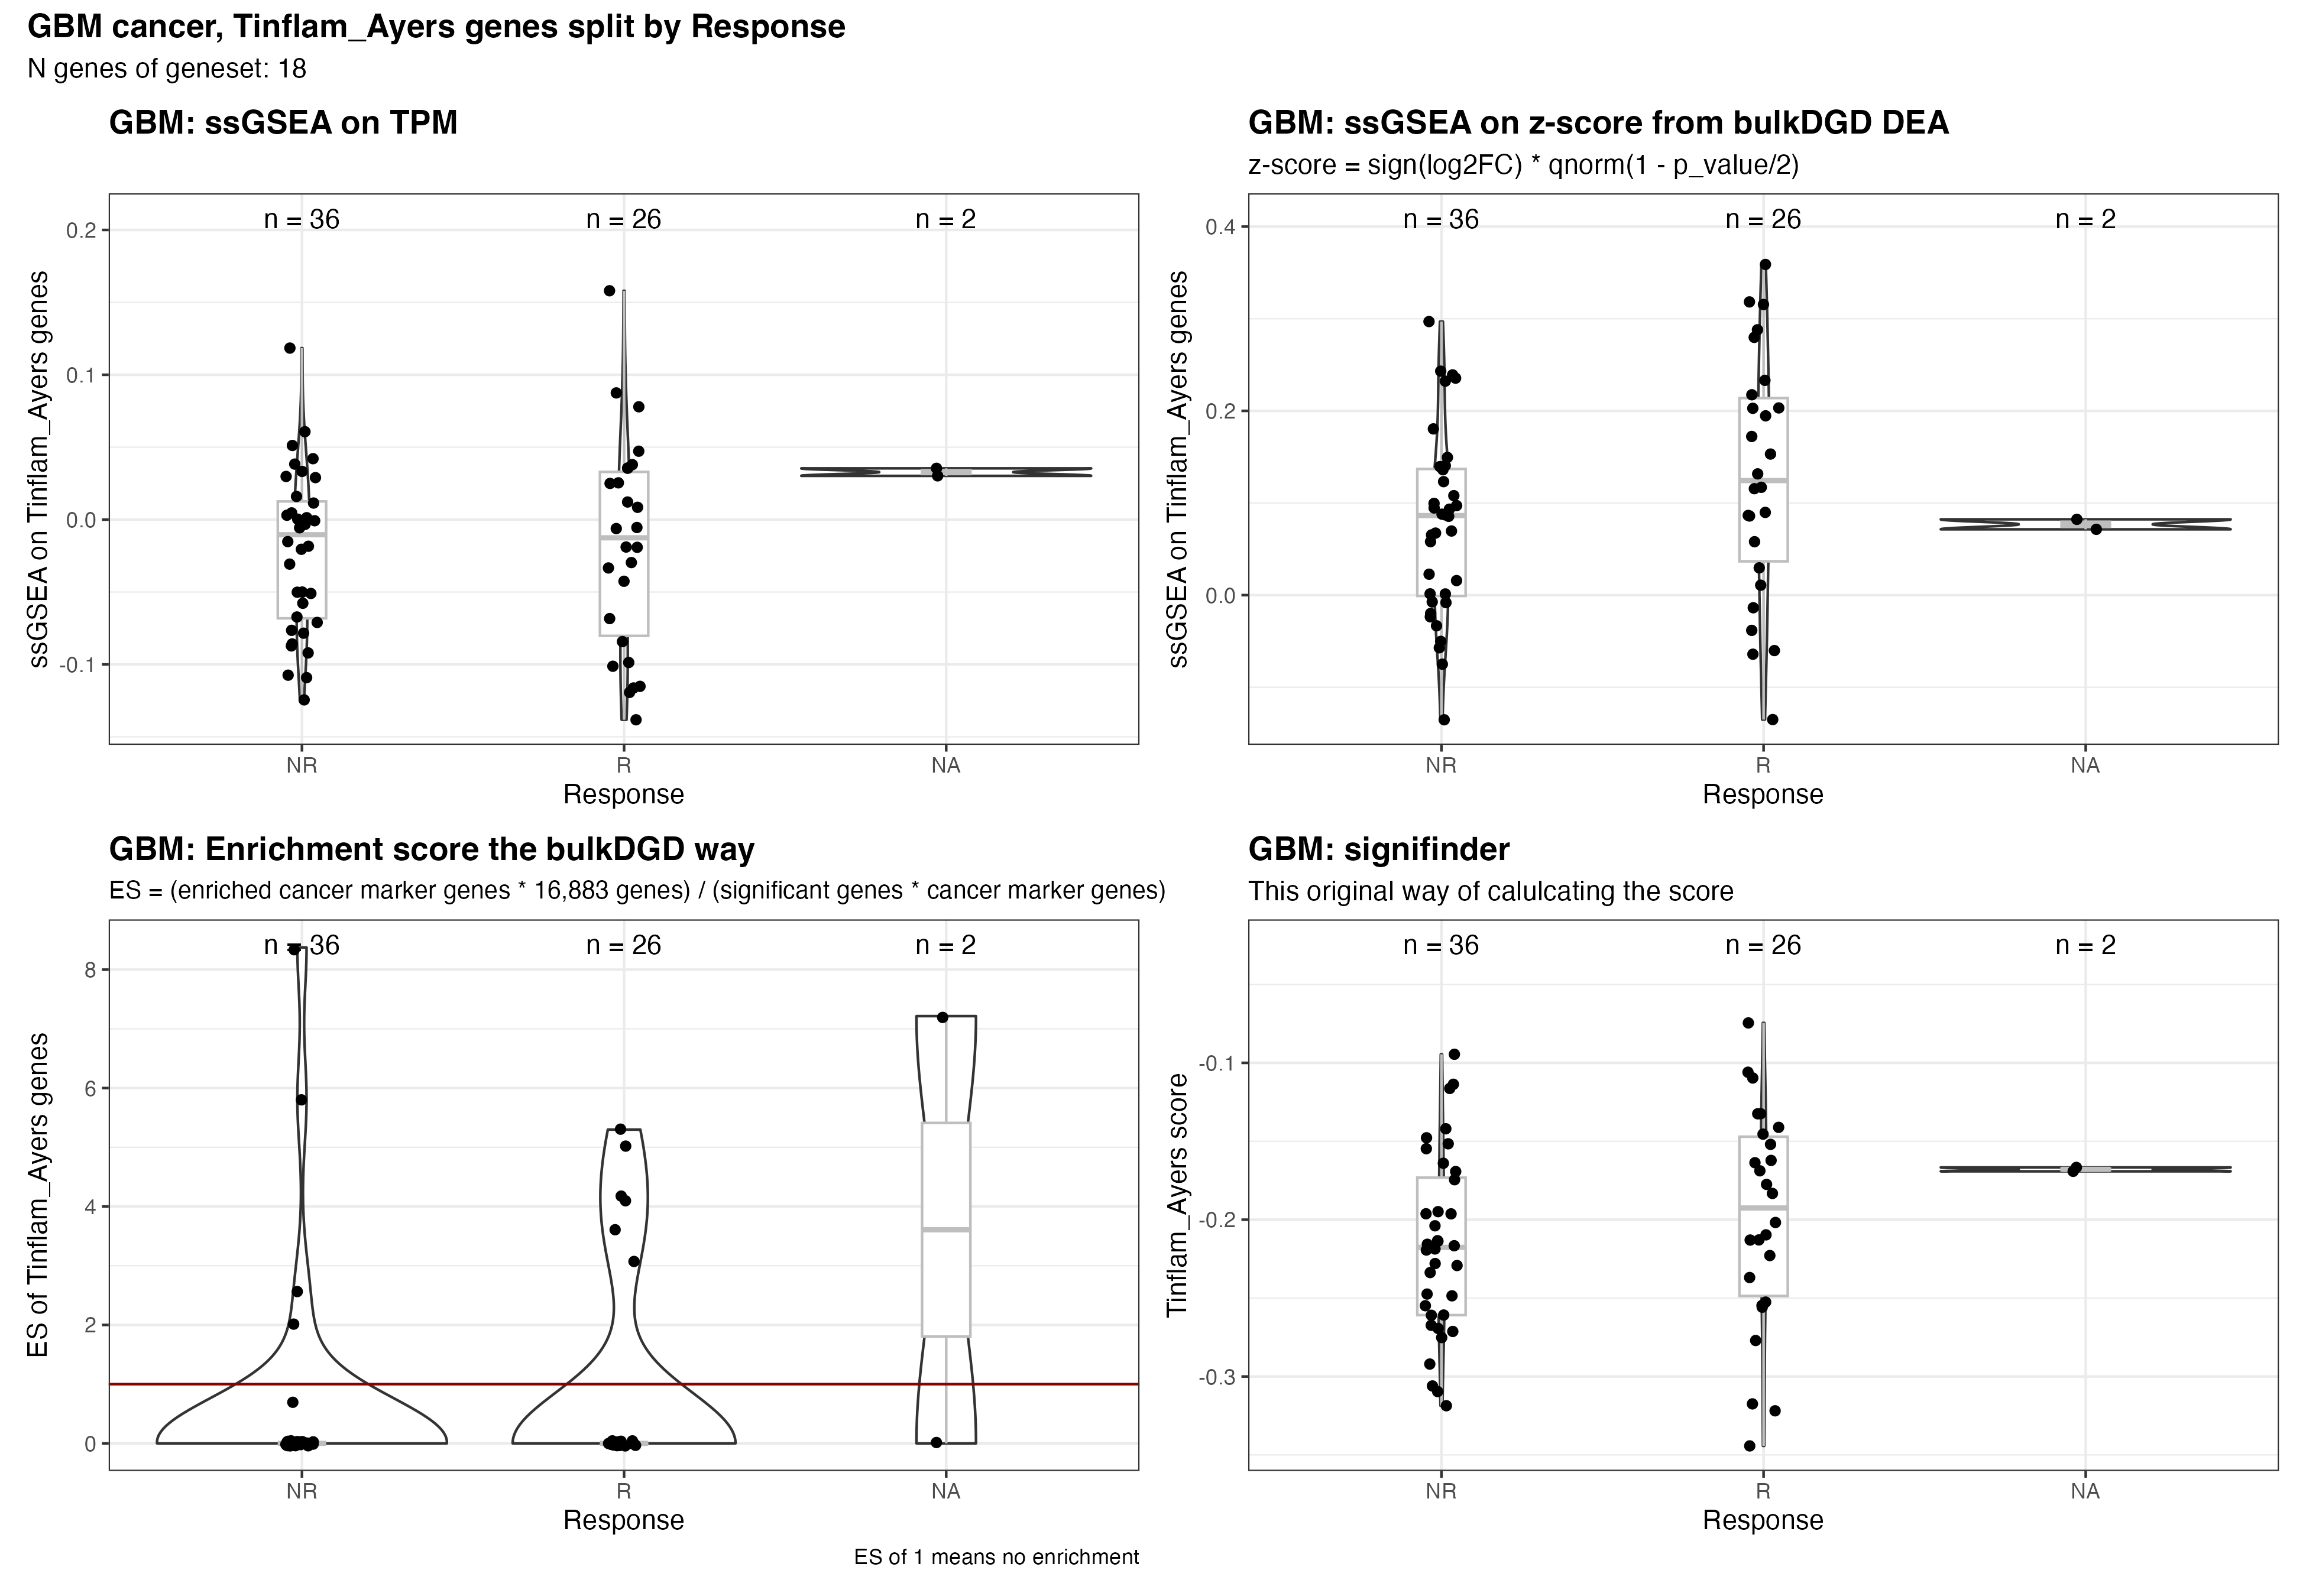 GBM cancer, Tinflam_Ayers genes split by Response
N genes of geneset: 18
GBM: ssGSEA on TPM
n = 36
n = 26
n = 2
ssGSEA on Tinflam_Ayers genes
0.2
0.1
0.0
-0.1
NR
R
NA
Response
GBM: ssGSEA on z-score from bulkDGD DEA
z-score = sign(log2FC) * qnorm(1 - p_value/2)
n = 36
n = 26
n = 2
ssGSEA on Tinflam_Ayers genes
0.4
0.2
0.0
NR
R
NA
Response
GBM: Enrichment score the bulkDGD way
ES = (enriched cancer marker genes * 16,883 genes) / (significant genes * cancer marker genes)
n = 36
n = 26
n = 2
ES of Tinflam_Ayers genes
8
6
4
2
0
NR
R
NA
Response
ES of 1 means no enrichment
GBM: signifinder
This original way of calulcating the score
n = 36
n = 26
n = 2
Tinflam_Ayers score
-0.1
-0.2
-0.3
NR
R
NA
Response